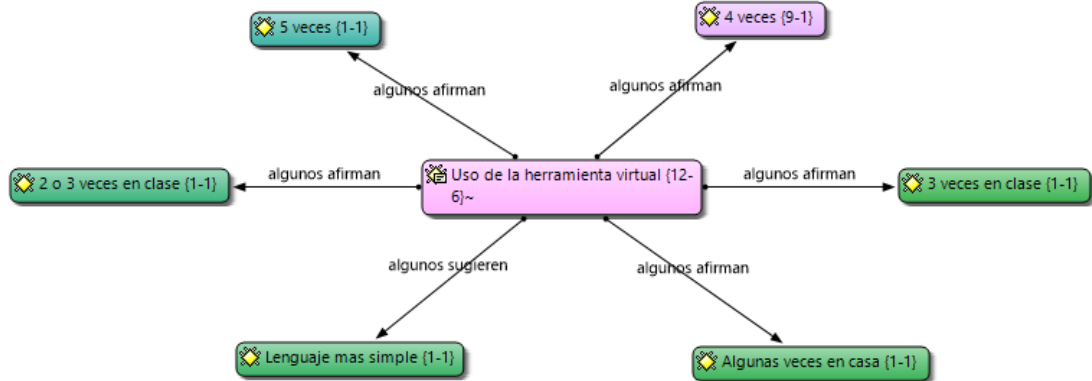 5 veces {1-1}
4 veces {9-1}
algunos afirman
algunos afirman
2 o 3 veces en clase {1-1}
algunos afirman
Uso de la herramienta virtual {12-
6}~
algunos afirman
3 veces en clase {1-1}
algunos sugieren
algunos afirman
Lenguaje mas simple {1-1}
Algunas veces en casa {1-1}